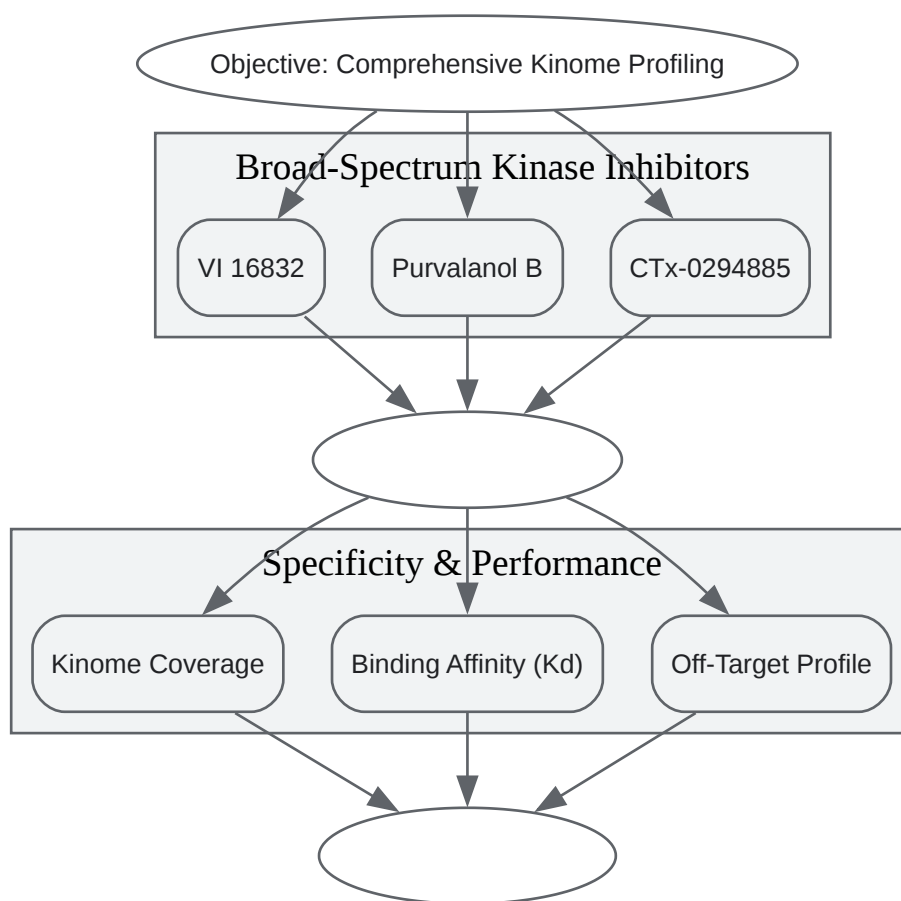 Objective: Comprehensive Kinome Profiling
Broad-Spectrum Kinase Inhibitors
VI 16832
Purvalanol B
CTx-0294885
Specificity & Performance
Kinome Coverage
Binding Affinity (Kd)
Off-Target Profile